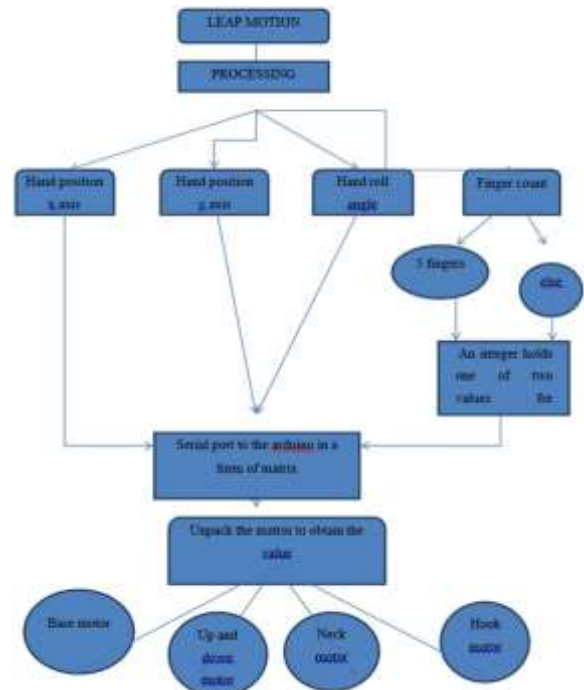 LEAP MOTION
PROCESSING
Hand position
x, axis
Hand position
y, axis
Hand roll
angle
Finger count
5 fingers
else
An integer holds
one of two
values for
Serial port to the arduino in a
form of matrix
Unpack the matrix to obtain the
value
Base motor
Up and
down
motor
Neck
motor
Hook
motor